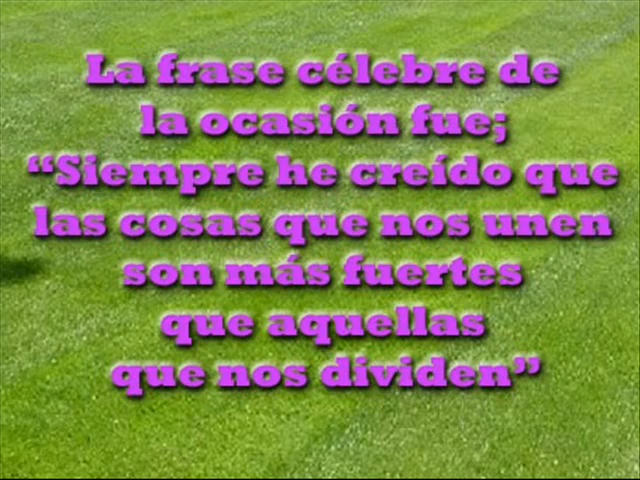 La frase célebre de
la ocasión fue;
“Siempre he creído que
las cosas que nos unen
son más fuertes
que aquellas
que nos dividen”